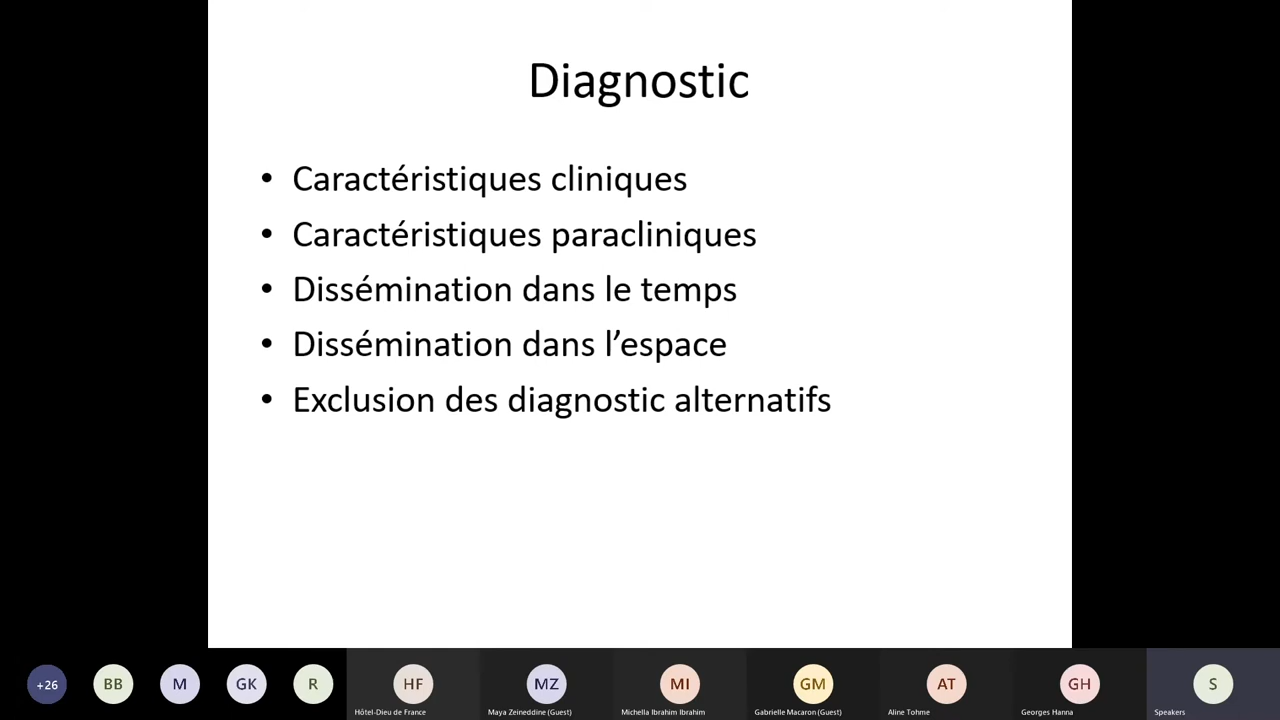 Diagnostic
• Caractéristiques cliniques
• Caractéristiques paracliniques
• Dissémination dans le temps
• Dissémination dans l’espace
• Exclusion des diagnostic alternatifs
+26
BB
M
GK
R
HF
MZ
MI
GM
AT
GH
S
Hôtel-Dieu de France
Maya Zeineddine (Guest)
Michella Ibrahim Ibrahim
Gabrielle Macaron (Guest)
Aline Tohme
Georges Hanna
Speakers